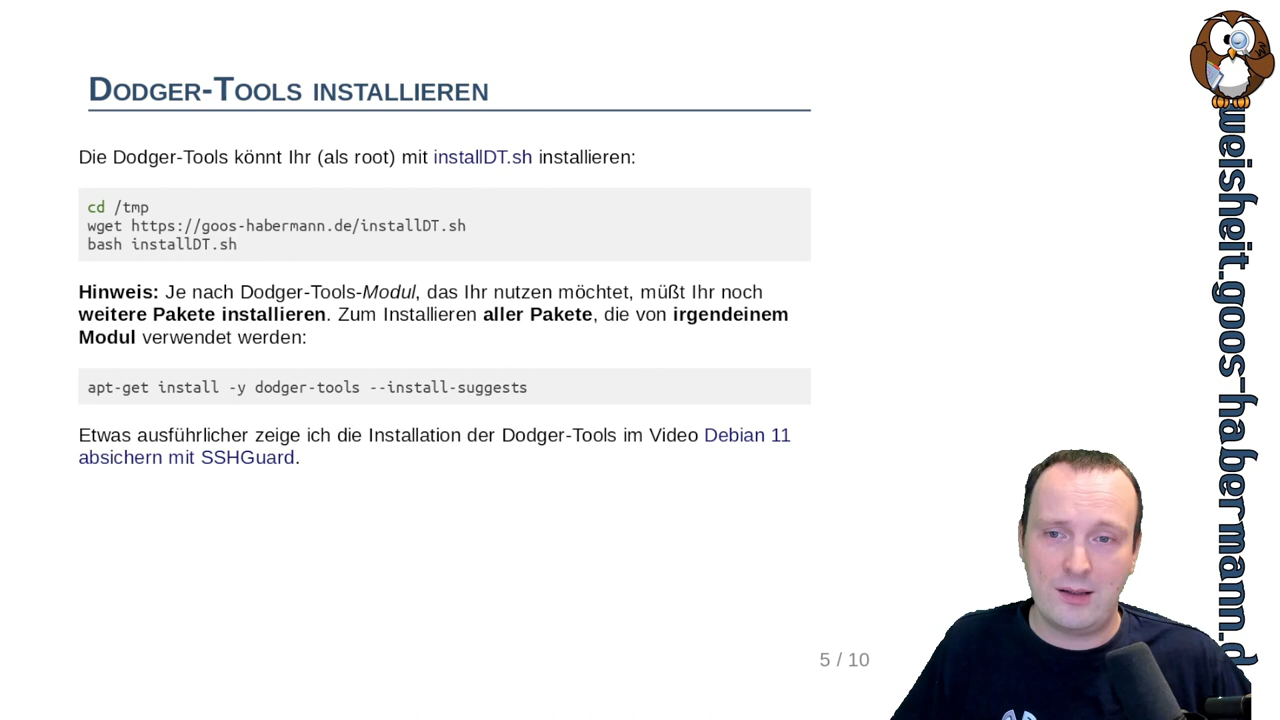 Dodger-Tools installieren
Die Dodger-Tools könnt Ihr (als root) mit installDT.sh installieren:
cd /tmp
wget https://goos-habermann.de/installDT.sh
bash installDT.sh
Hinweis: Je nach Dodger-Tools-Modul, das Ihr nutzen möchtet, müßt Ihr noch
weitere Pakete installieren. Zum Installieren aller Pakete, die von irgendeinem
Modul verwendet werden:
apt-get install -y dodger-tools --install-suggests
Etwas ausführlicher zeige ich die Installation der Dodger-Tools im Video Debian 11
absichern mit SSHGuard.
5 / 10
weisheit.goos-habermann.d